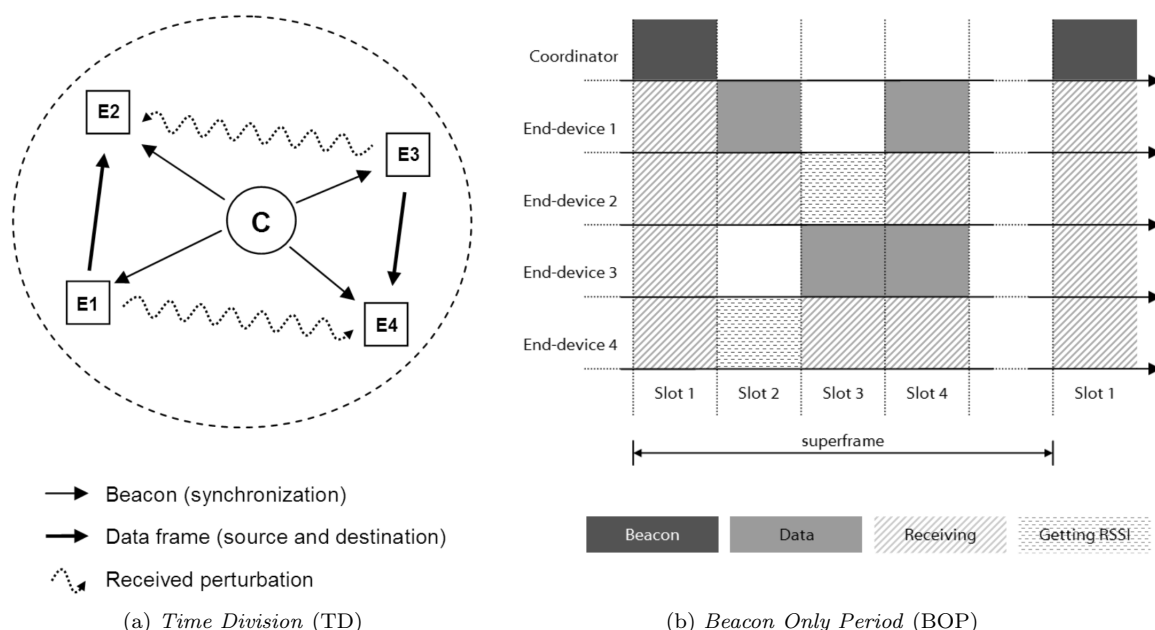 E2
E3
C
E1
E4
Beacon (synchronization)
Data frame (source and destination)
Received perturbation
(a) Time Division (TD)
Coordinator
End-device 1
End-device 2
End-device 3
End-device 4
Slot 1 Slot 2 Slot 3 Slot 4 Slot 1
superframe
Beacon Data Receiving Getting RSSI
(b) Beacon Only Period (BOP)